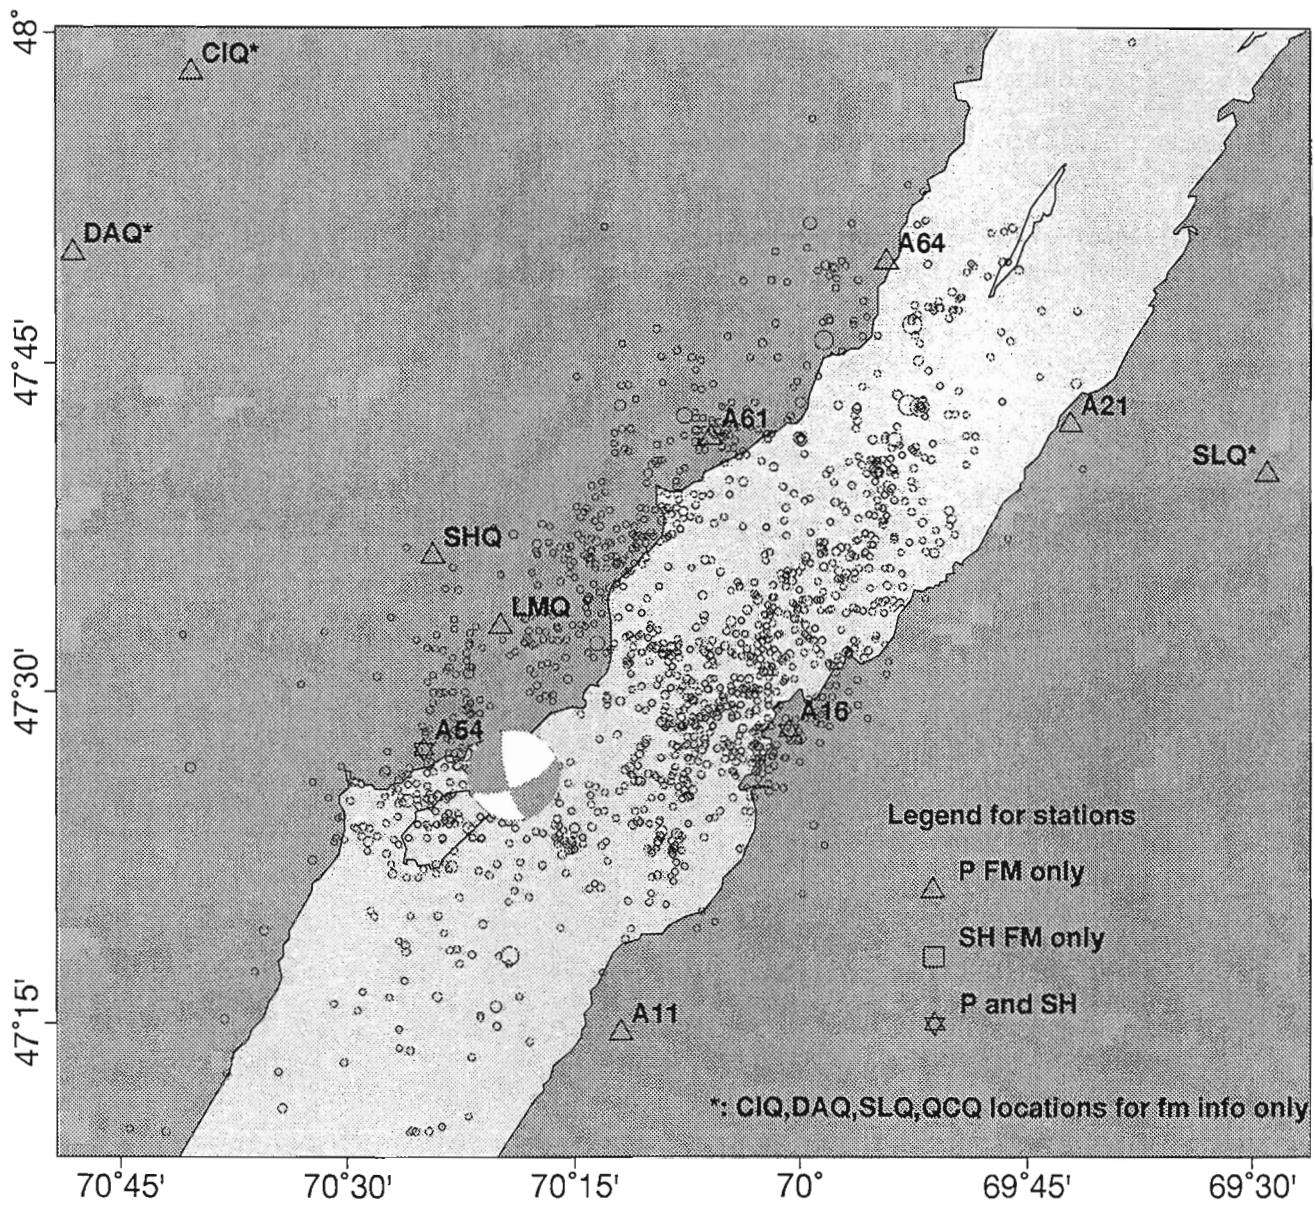 48°
CIQ*
DAQ*
A64
47°45'
A61
A21
SLQ*
SHQ
LMQ
47°30'
A16
A54
Legend for stations
P FM only
SH FM only
P and SH
47°15'
A11
*: CIQ,DAQ,SLQ,QCQ locations for fm info only
70°45' 70°30' 70°15' 70° 69°45' 69°30'